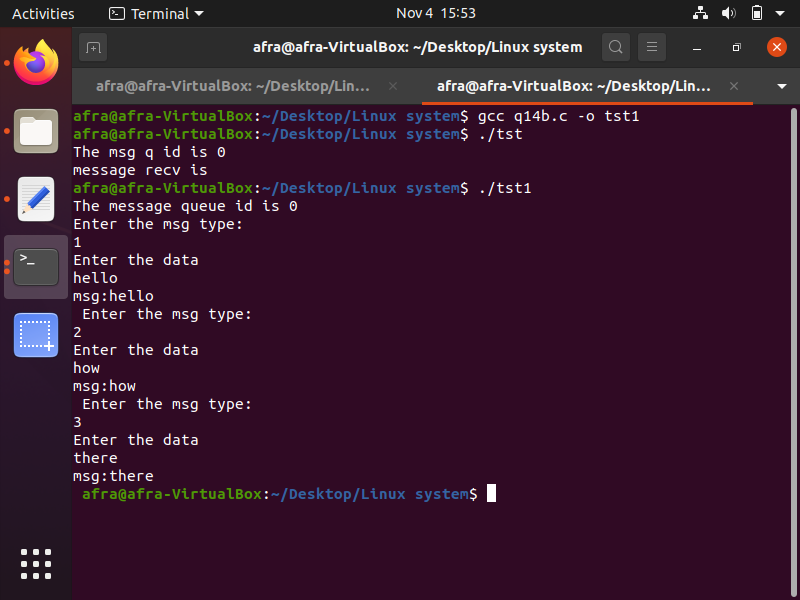 Activities Terminal Nov 4 15:53
afra@afra-VirtualBox: ~/Desktop/Linux system
afra@afra-VirtualBox: ~/Desktop/Lin... afra@afra-VirtualBox: ~/Desktop/Lin...
afra@afra-VirtualBox:~/Desktop/Linux system$ gcc q14b.c -o tst1
afra@afra-VirtualBox:~/Desktop/Linux system$ ./tst
The msg q id is 0
message recv is
afra@afra-VirtualBox:~/Desktop/Linux system$ ./tst1
The message queue id is 0
Enter the msg type:
1
Enter the data
hello
msg:hello
 Enter the msg type:
2
Enter the data
how
msg:how
 Enter the msg type:
3
Enter the data
there
msg:there
 afra@afra-VirtualBox:~/Desktop/Linux system$